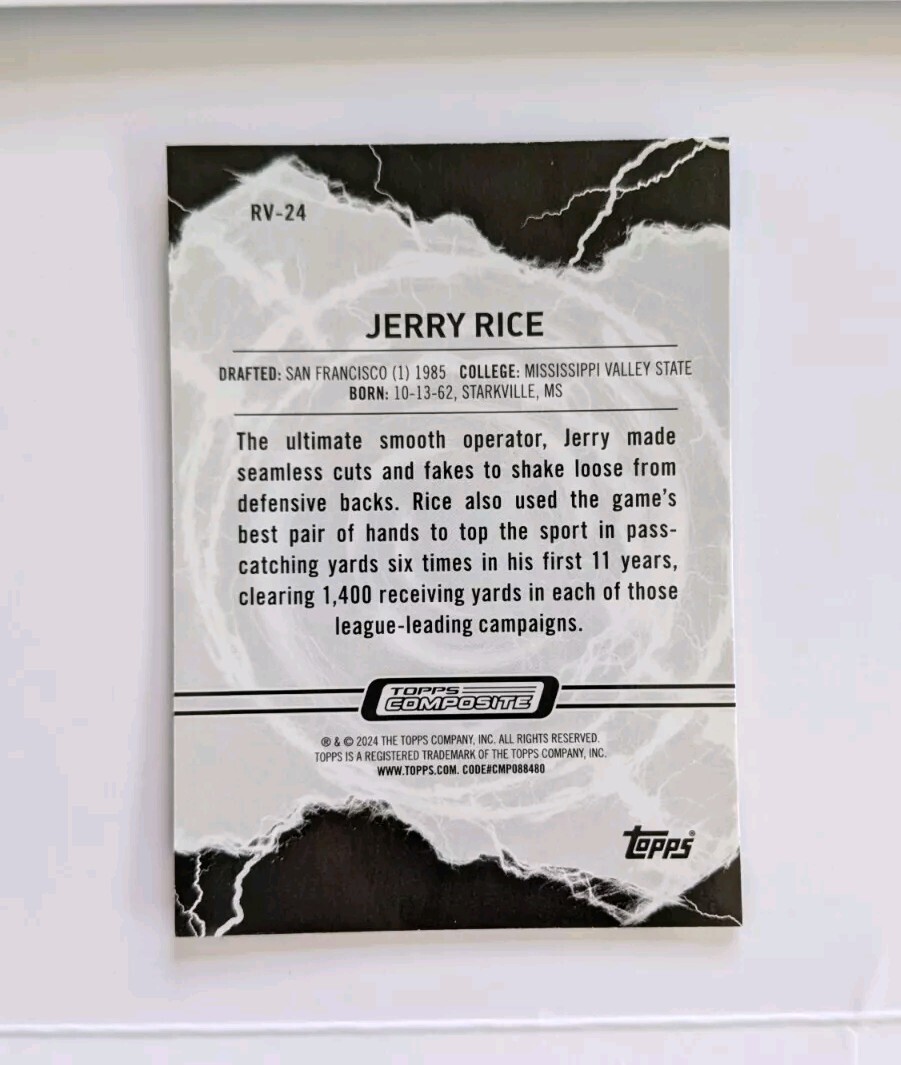 RV-24
JERRY RICE
DRAFTED: SAN FRANCISCO (1) 1985 COLLEGE: MISSISSIPPI VALLEY STATE
BORN: 10-13-62, STARKVILLE, MS
The ultimate smooth operator, Jerry made
seamless cuts and fakes to shake loose from
defensive backs. Rice also used the game's
best pair of hands to top the sport in pass-
catching yards six times in his first 11 years,
clearing 1,400 receiving yards in each of those
league-leading campaigns.
TOPPS
COMPOSITE
® & © 2024 THE TOPPS COMPANY, INC. ALL RIGHTS RESERVED.
TOPPS IS A REGISTERED TRADEMARK OF THE TOPPS COMPANY, INC.
WWW.TOPPS.COM. CODE#CMP088480
topps®